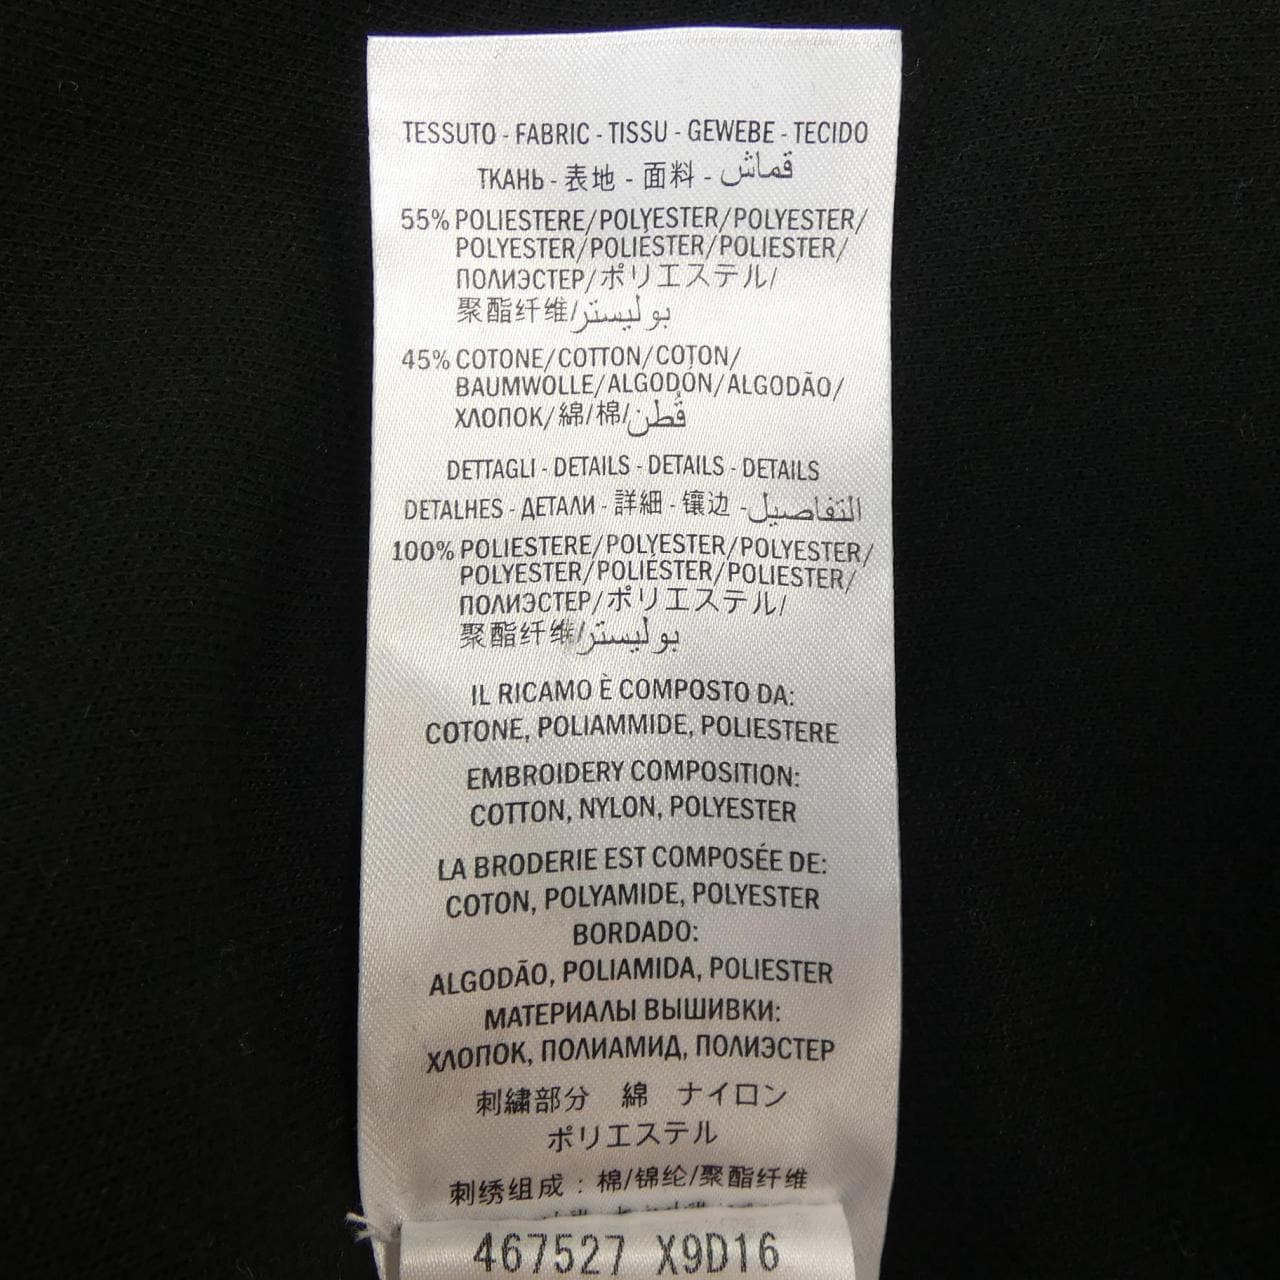 TESSUTO - FABRIC - TISSU - GEWEBE - TECIDO
ТКАНЬ - 表地 - 面料 - قماش
55% POLIESTERE/POLYESTER/POLYESTER/
POLYESTER/POLIÉSTER/POLIESTER/
ПОЛИЭСТЕР/ポリエステル/
聚酯纤维/بوليستر
45% COTONE/COTTON/COTON/
BAUMWOLLE/ALGODÓN/ALGODÃO/
ХЛОПОК/綿/棉/قُطن
DETTAGLI - DETAILS - DETAILS - DETAILS
DETALHES - ДЕТАЛИ - 詳細 - 镶边 - التفاصيل
100% POLIESTERE/POLYESTER/POLYESTER/
POLYESTER/POLIÉSTER/POLIESTER/
ПОЛИЭСТЕР/ポリエステル/
聚酯纤维/بوليستر
IL RICAMO È COMPOSTO DA:
COTONE, POLIAMMIDE, POLIESTERE
EMBROIDERY COMPOSITION:
COTTON, NYLON, POLYESTER
LA BRODERIE EST COMPOSÉE DE:
COTON, POLYAMIDE, POLYESTER
BORDADO:
ALGODÃO, POLIAMIDA, POLIESTER
МАТЕРИАЛЫ ВЫШИВКИ:
ХЛОПОК, ПОЛИАМИД, ПОЛИЭСТЕР
刺繍部分 綿 ナイロン
ポリエステル
刺绣组成：棉/锦纶/聚酯纤维
467527 X9D16